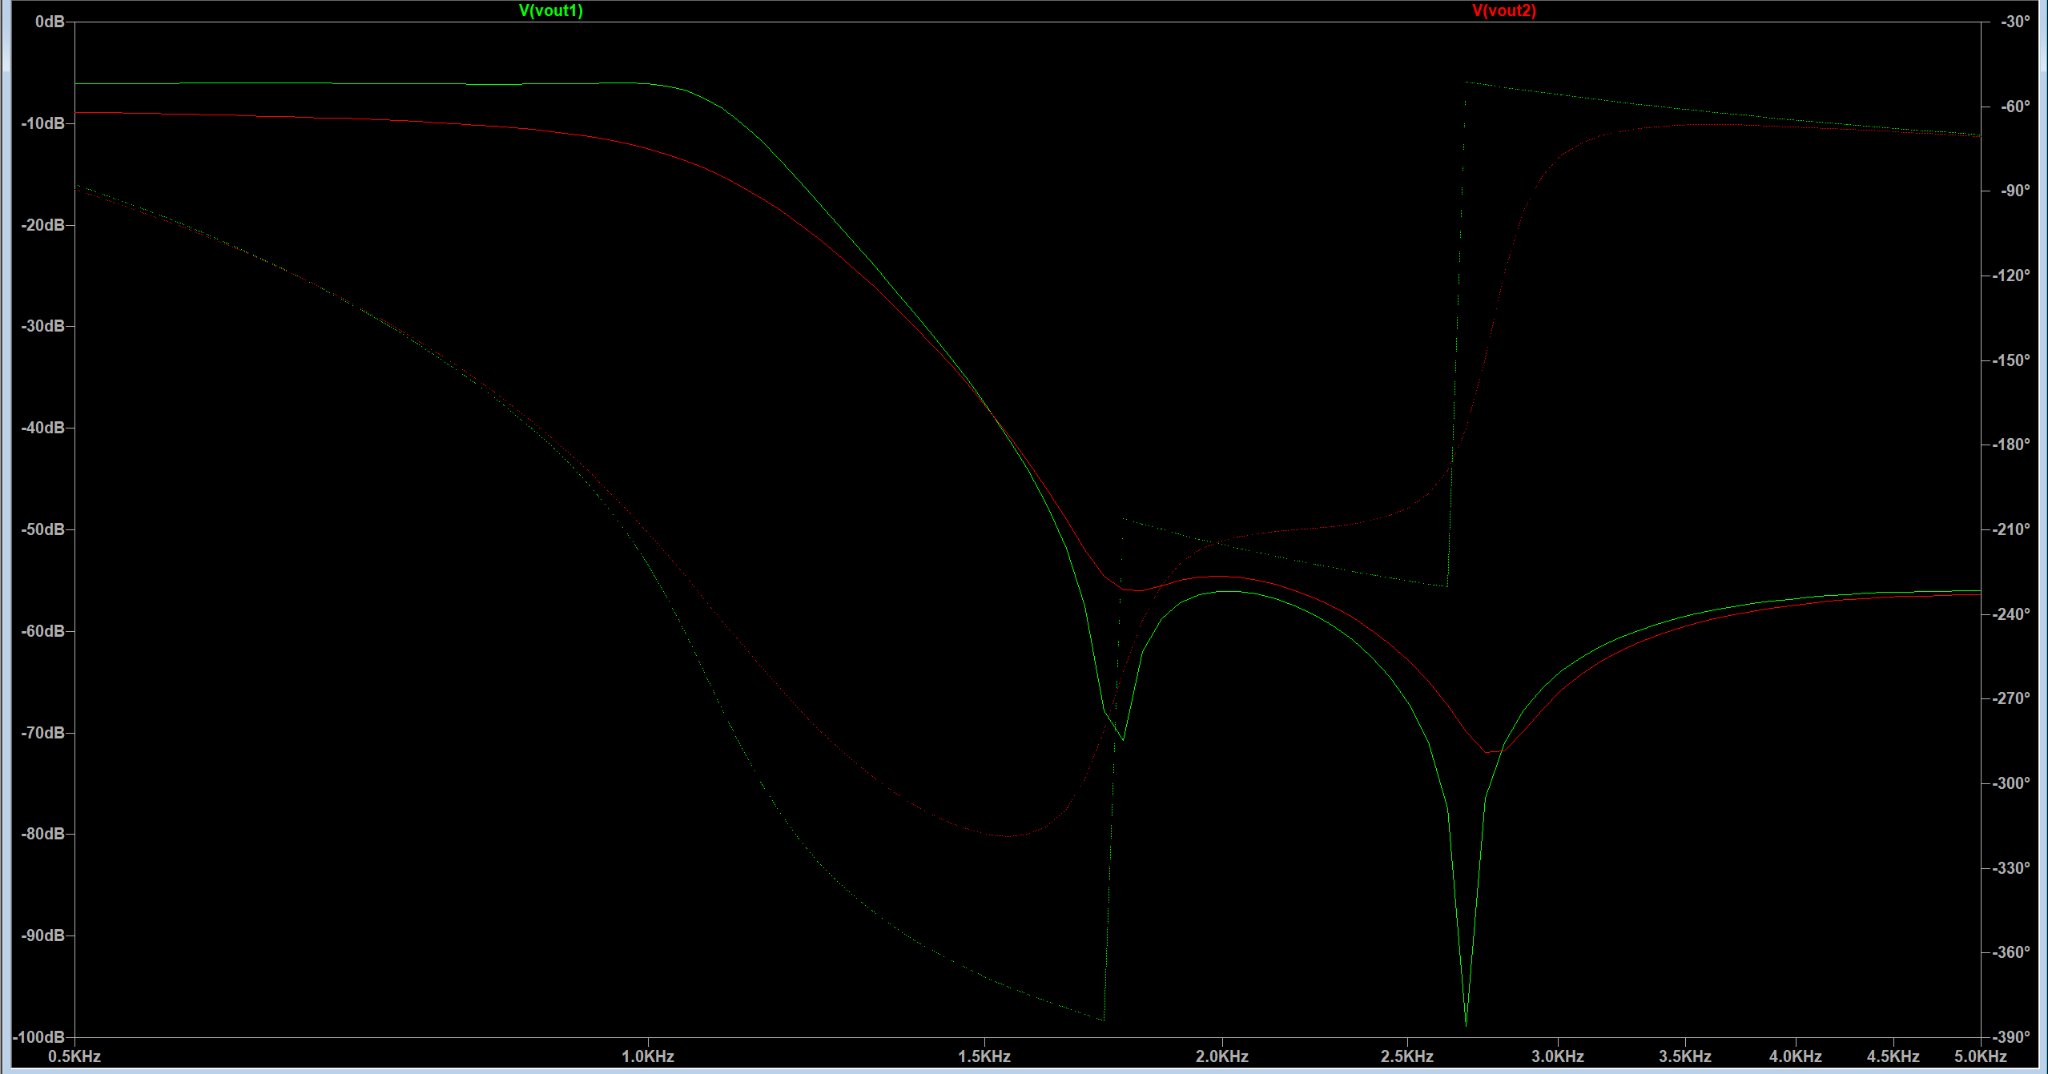 V(vout1) V(vout2)
0dB
-10dB
-20dB
-30dB
-40dB
-50dB
-60dB
-70dB
-80dB
-90dB
-100dB
-30°
-60°
-90°
-120°
-150°
-180°
-210°
-240°
-270°
-300°
-330°
-360°
-390°
0.5KHz 1.0KHz 1.5KHz 2.0KHz 2.5KHz 3.0KHz 3.5KHz 4.0KHz 4.5KHz 5.0KHz